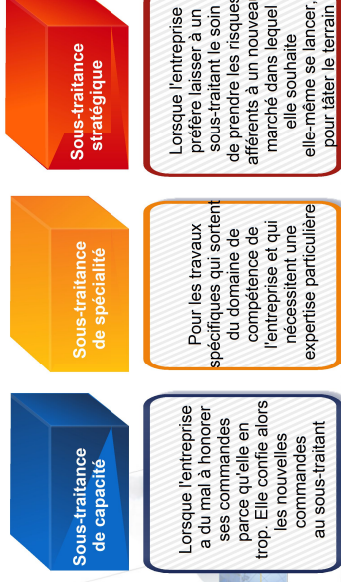 Sous-traitance
de capacité
Lorsque l'entreprise
a du mal à honorer
ses commandes
parce qu'elle en
trop. Elle confie alors
les nouvelles
commandes
au sous-traitant
Sous-traitance
de spécialité
Pour les travaux
spécifiques qui sortent
du domaine de
compétence de
l'entreprise et qui
nécessitent une
expertise particulière
Sous-traitance
stratégique
Lorsque l'entreprise
préfère laisser à un
sous-traitant le soin
de prendre les risques
afférents à un nouveau
marché dans lequel
elle souhaite
elle-même se lancer,
pour tâter le terrain